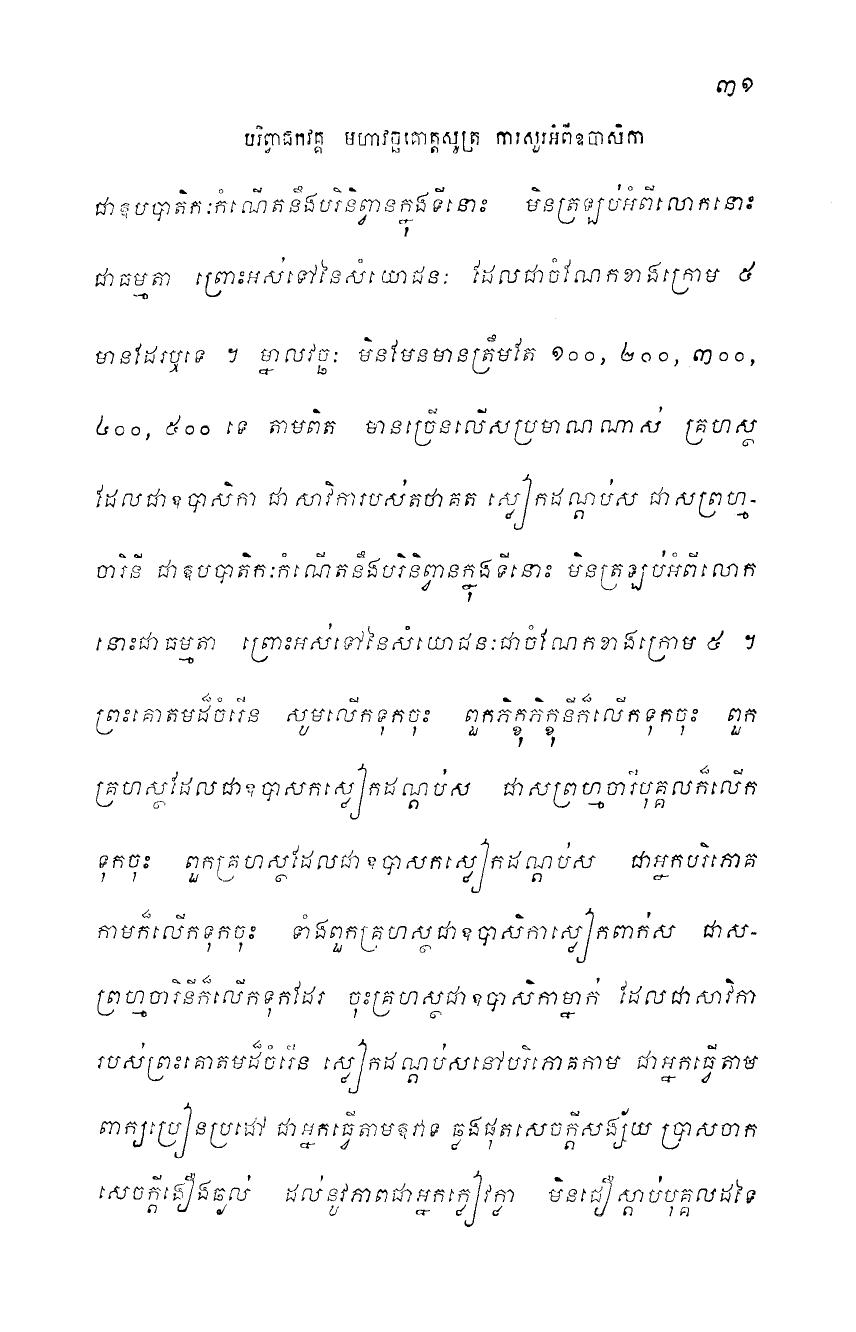 ៣១
បរិព្វាជកវគ្គ មហាវច្ឆគោត្តសូត្រ ការសួរអំពីឧបាសិកា
ជាឧបបាតិកៈកំណើតនឹងបរិនិព្វានក្នុងទីនោះ មិនត្រឡប់អំពីលោកនោះ
ជាធម្មតា ព្រោះអស់ទៅនៃសំយោជនៈ ដែលជាចំណែកខាងក្រោម ៥
មានដែរឬទេ ។ ម្នាលវច្ឆៈ មិនមែនមានត្រឹមតែ ១០០, ២០០, ៣០០,
៤០០, ៥០០ ទេ តាមពិត មានច្រើនលើសប្រមាណណាស់ គ្រហស្ថ
ដែលជាឧបាសិកា ជាសាវិការបស់តថាគត ស្លៀកដណ្តប់ស ជាសព្រហ្ម-
ចារិនី ជាឧបបាតិកៈកំណើតនឹងបរិនិព្វានក្នុងទីនោះ មិនត្រឡប់អំពីលោក
នោះជាធម្មតា ព្រោះអស់ទៅនៃសំយោជនៈជាចំណែកខាងក្រោម ៥ ។
ព្រះគោតមដ៏ចំរើន សូមលើកទុកចុះ ពួកភិក្ខុភិក្ខុនីក៏លើកទុកចុះ ពួក
គ្រហស្ថដែលជាឧបាសកស្លៀកដណ្តប់ស ជាសព្រហ្មចារីបុគ្គលក៏លើក
ទុកចុះ ពួកគ្រហស្ថដែលជាឧបាសកស្លៀកដណ្តប់ស ជាអ្នកបរិភោគ
កាមក៏លើកទុកចុះ ទាំងពួកគ្រហស្ថជាឧបាសិកាស្លៀកពាក់ស ជាស-
ព្រហ្មចារិនីក៏លើកទុកដែរ ចុះគ្រហស្ថជាឧបាសិកាម្នាក់ ដែលជាសាវិកា
របស់ព្រះគោតមដ៏ចំរើន ស្លៀកដណ្តប់សនៅបរិភោគកាម ជាអ្នកធ្វើតាម
ពាក្យប្រៀនប្រដៅ ជាអ្នកធ្វើតាមឱវាទ ឆ្លងផុតសេចក្តីសង្ស័យ ប្រាសចាក
សេចក្តីងឿងឆ្ងល់ ដល់នូវភាពជាអ្នកក្លៀវក្លា មិនជឿស្តាប់បុគ្គលដទៃ